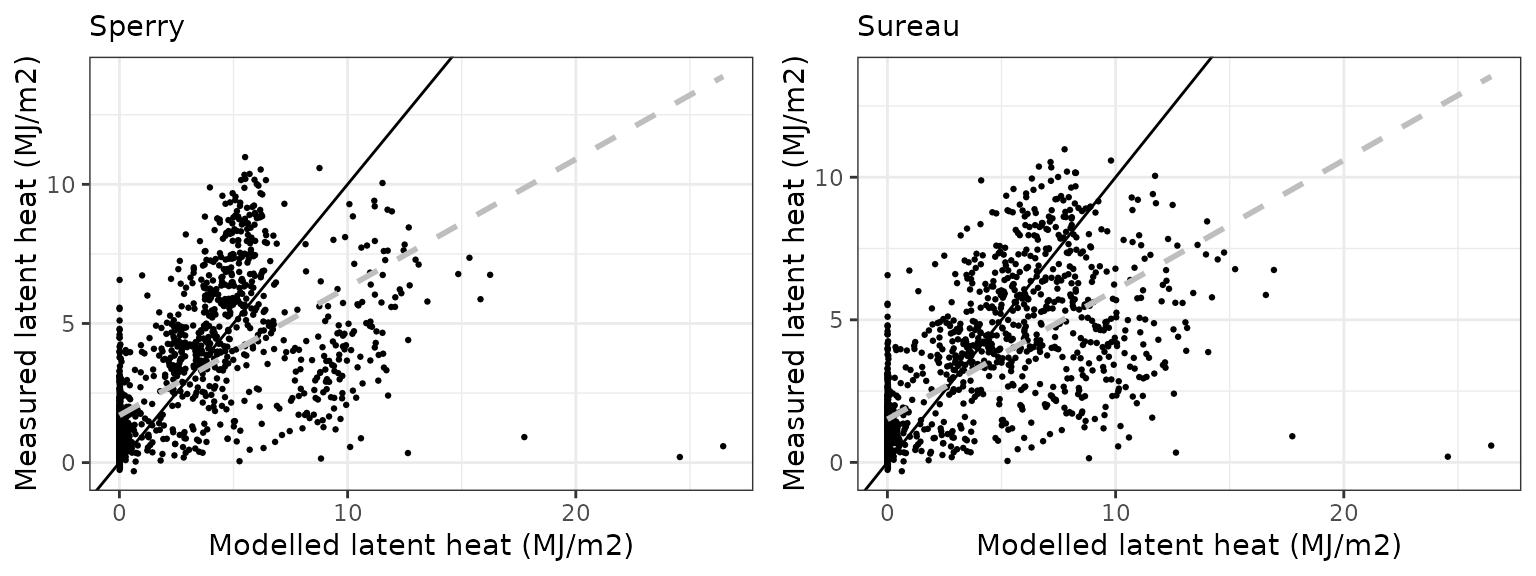 Sperry
Measured latent heat (MJ/m2)
10
5
0
0
10
20
Modelled latent heat (MJ/m2)
Sureau
Measured latent heat (MJ/m2)
10
5
0
0
10
20
Modelled latent heat (MJ/m2)